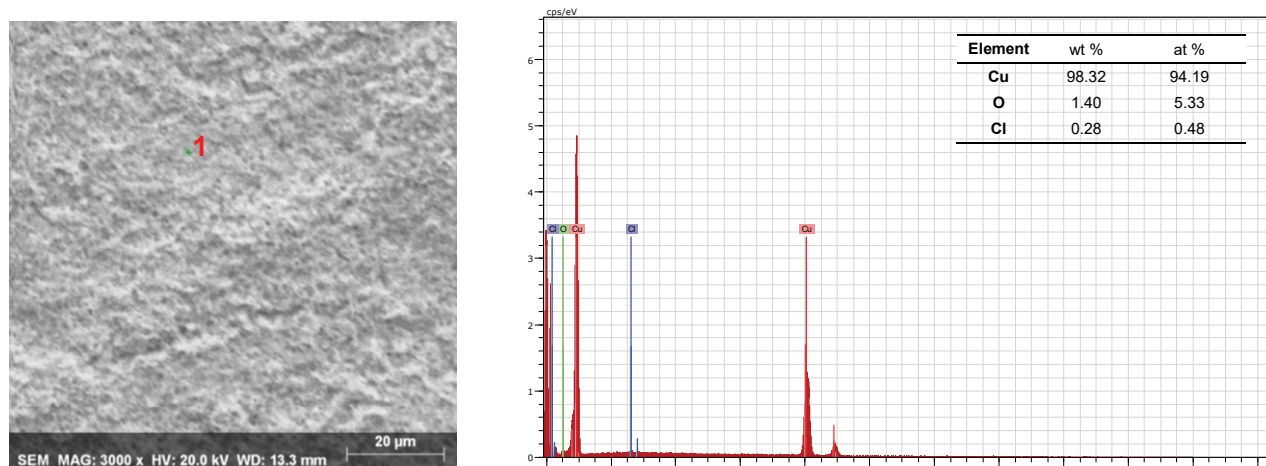 1
20 µm
SEM MAG: 3000 x HV: 20.0 kV WD: 13.3 mm
cps/eV
6
5
4
3
2
1
0
Cl O Cu Cl Cu
Element wt % at %
Cu 98.32 94.19
O 1.40 5.33
Cl 0.28 0.48